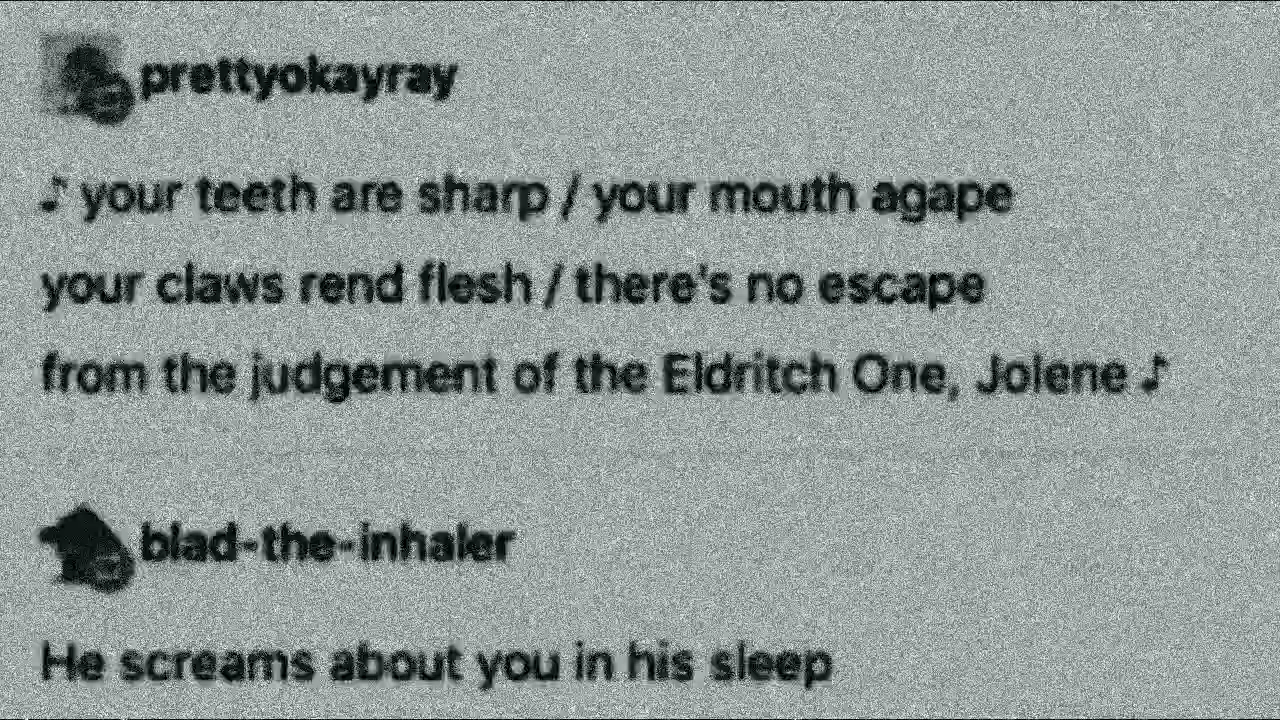 prettyokayray
♪ your teeth are sharp / your mouth agape
your claws rend flesh / there's no escape
from the judgement of the Eldritch One, Jolene ♪
blad-the-inhaler
He screams about you in his sleep